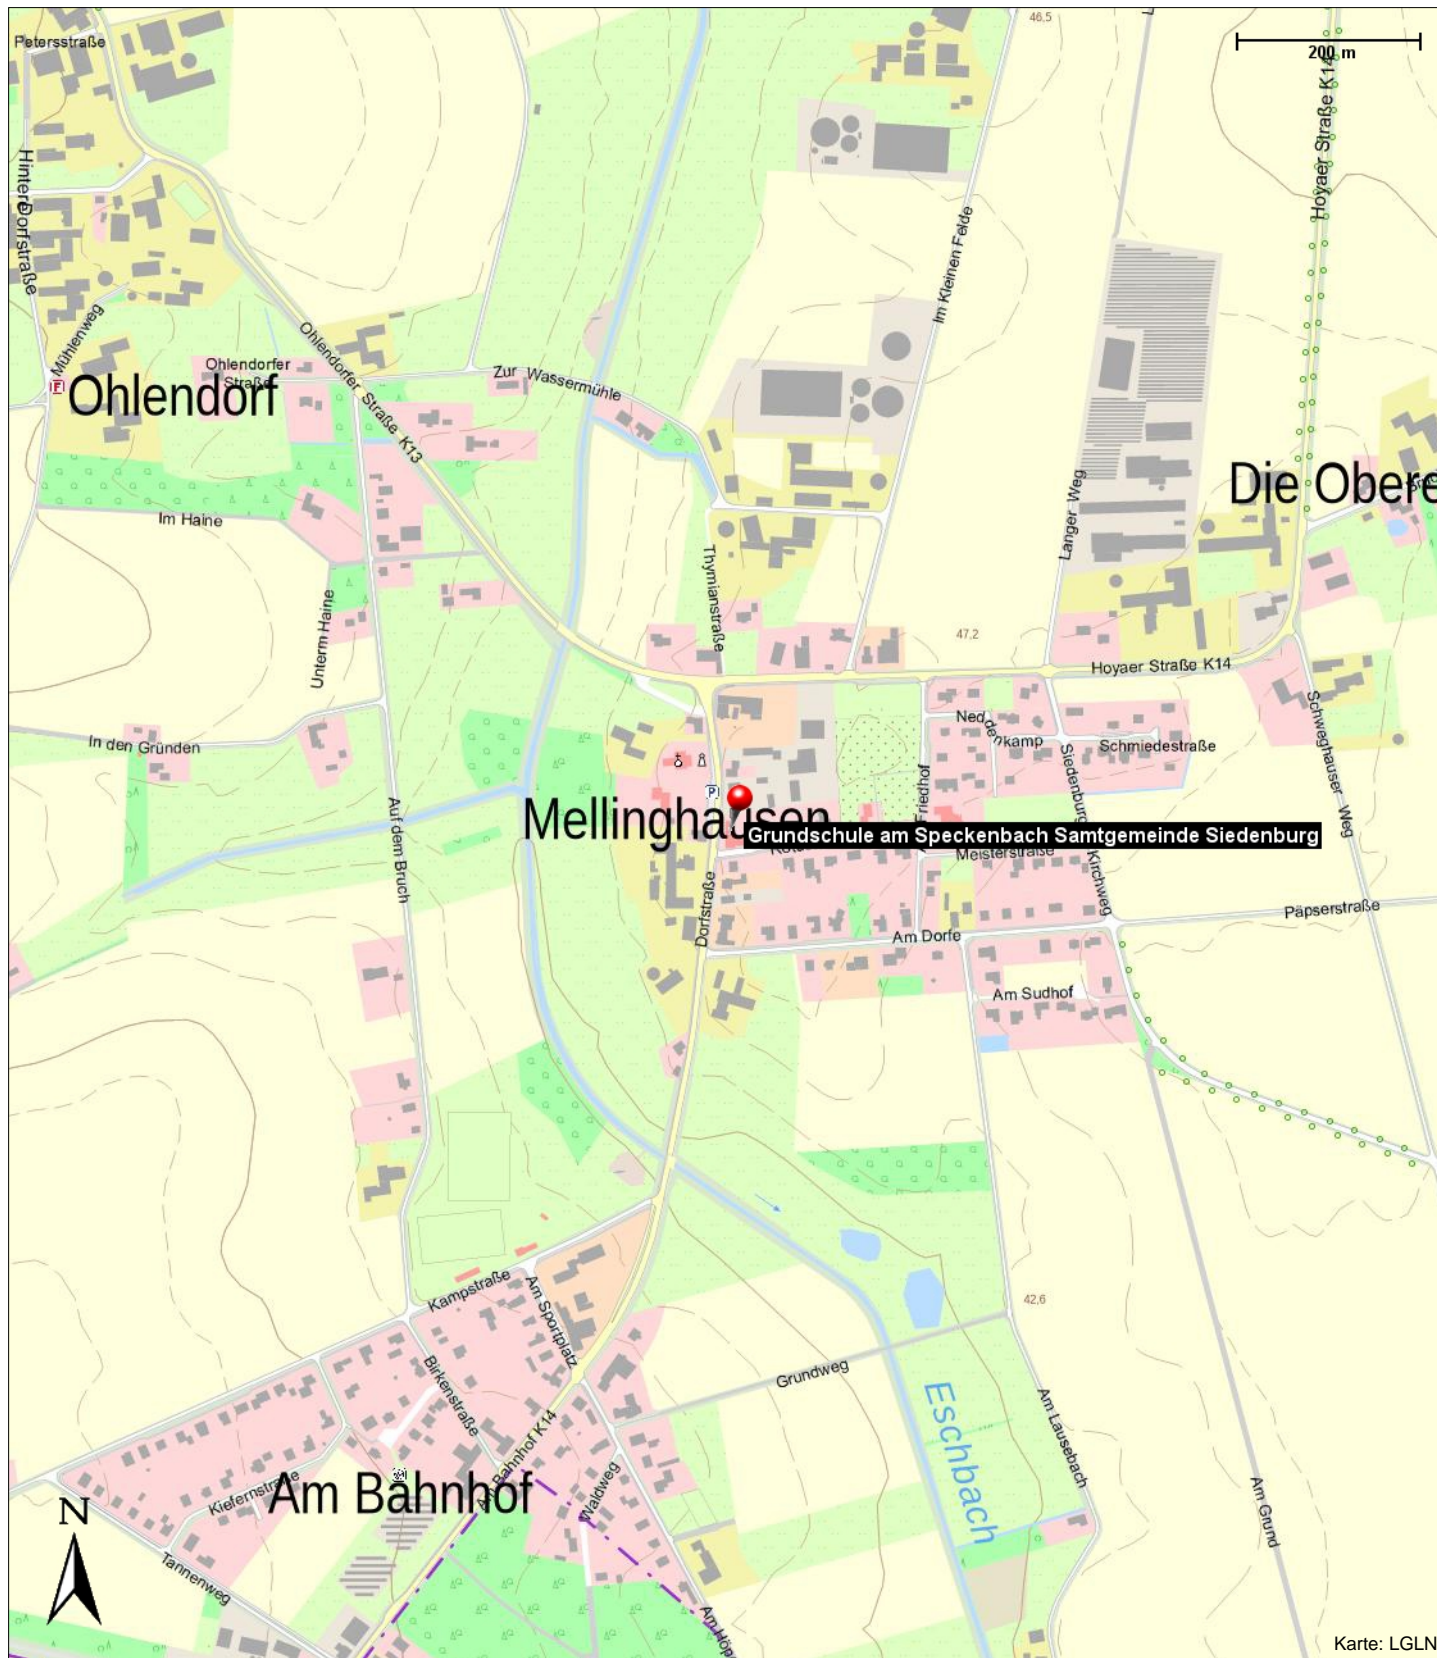 46,5
Petersstraße
200 m
Hoyaer Straße K14
Hintere Dorfstraße
Im Kleinen Felde
Mühlenweg
Ohlendorfer Straße K13
Ohlendorfer
Straße
Zur Wassermühle
F
Ohlendorf
Die Obere
Langer Weg
Im Haine
Thymianstraße
Unterm Haine
47,2
Hoyaer Straße K14
Schweghauser Weg
Neddenkamp
In den Gründen
Siedenburg
Kirchweg
Schmiedestraße
Friedhof
P
Mellinghausen
Grundschule am Speckenbach Samtgemeinde Siedenburg
Meisterstraße
Auf dem Bruch
Dorfstraße
Päpserstraße
Am Dorfe
Am Sudhof
Kampstraße
Am Sportplatz
42,6
Birkenstraße
Grundweg
Eschbach
Am Lausebach
Am Bahnhof K14
Waldweg
Kiefernstraße
Am Bahnhof
Am Grund
N
Tannenweg
Karte: LGLN